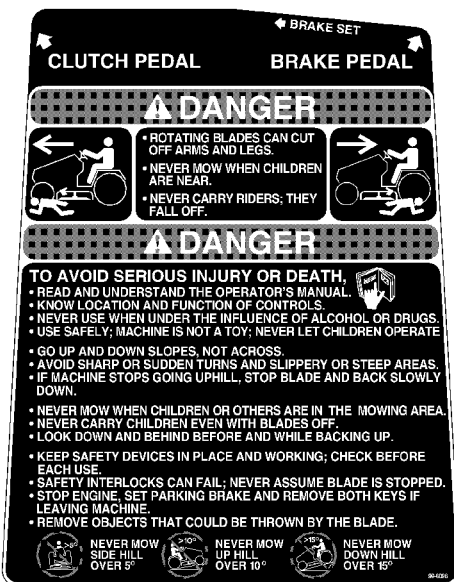 BRAKE SET
CLUTCH PEDAL BRAKE PEDAL
DANGER
• ROTATING BLADES CAN CUT
OFF ARMS AND LEGS.
• NEVER MOW WHEN CHILDREN
ARE NEAR.
• NEVER CARRY RIDERS; THEY
FALL OFF.
DANGER
TO AVOID SERIOUS INJURY OR DEATH,
• READ AND UNDERSTAND THE OPERATOR'S MANUAL.
• KNOW LOCATION AND FUNCTION OF CONTROLS.
• NEVER USE WHEN UNDER THE INFLUENCE OF ALCOHOL OR DRUGS.
• USE SAFELY; MACHINE IS NOT A TOY; NEVER LET CHILDREN OPERATE
• GO UP AND DOWN SLOPES, NOT ACROSS.
• AVOID SHARP OR SUDDEN TURNS AND SLIPPERY OR STEEP AREAS.
• IF MACHINE STOPS GOING UPHILL, STOP BLADE AND BACK SLOWLY
DOWN.
• NEVER MOW WHEN CHILDREN OR OTHERS ARE IN THE MOWING AREA.
• NEVER CARRY CHILDREN EVEN WITH BLADES OFF.
• LOOK DOWN AND BEHIND BEFORE AND WHILE BACKING UP.
• KEEP SAFETY DEVICES IN PLACE AND WORKING; CHECK BEFORE
EACH USE.
• SAFETY INTERLOCKS CAN FAIL; NEVER ASSUME BLADE IS STOPPED.
• STOP ENGINE, SET PARKING BRAKE AND REMOVE BOTH KEYS IF
LEAVING MACHINE.
• REMOVE OBJECTS THAT COULD BE THROWN BY THE BLADE.
>5°
NEVER MOW
SIDE HILL
OVER 5°
>10°
NEVER MOW
UP HILL
OVER 10°
>15°
NEVER MOW
DOWN HILL
OVER 15°